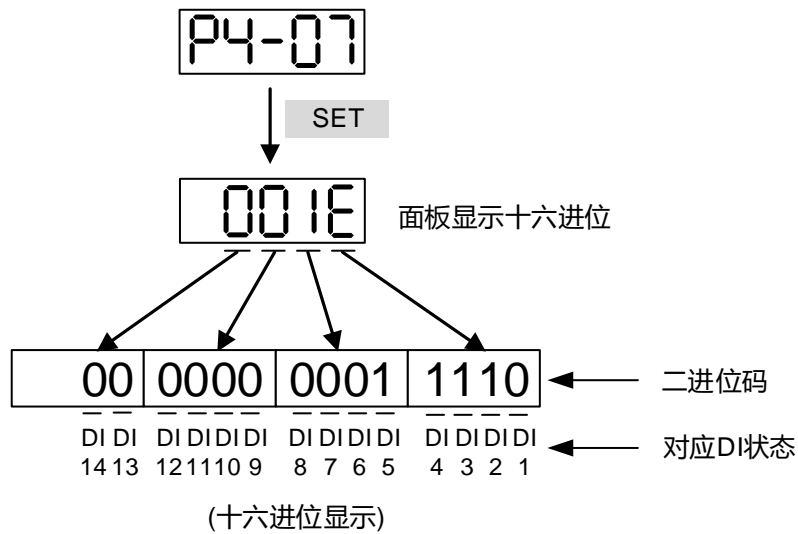 P4-07
SET
001E 面板显示十六进位
00 0000 0001 1110 二进位码
DI DI DI DI DI DI DI DI DI DI DI DI DI DI 对应DI状态
14 13 12 11 10 9 8 7 6 5 4 3 2 1
(十六进位显示)